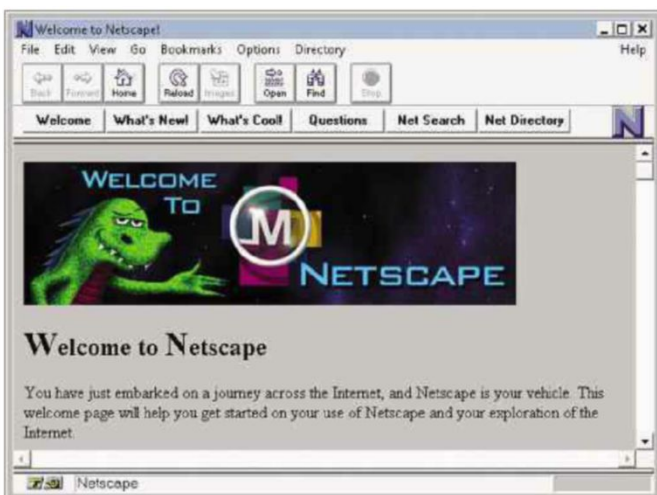 Welcome to Netscape!
File Edit View Go Bookmarks Options Directory Help
Back Forward Home Reload Images Open Find Stop
Welcome What's New! What's Cool! Questions Net Search Net Directory N
WELCOME
TO
M
NETSCAPE
Welcome to Netscape
You have just embarked on a journey across the Internet, and Netscape is your vehicle. This
welcome page will help you get started on your use of Netscape and your exploration of the
Internet.
Netscape